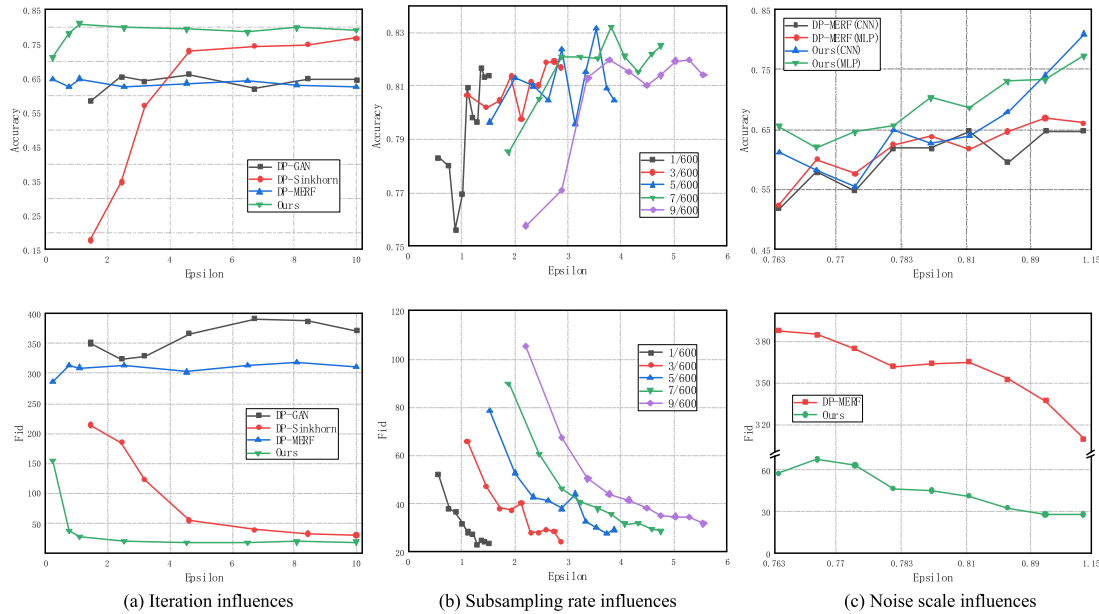 0.85
0.75
0.65
0.55
0.45
0.35
0.25
0.15
Accuracy
0 2 4 6 8 10
Epsilon
DP-GAN
DP-Sinkhorn
DP-MERF
Ours
0.83
0.81
0.79
0.77
0.75
Accuracy
0 1 2 3 4 5 6
Epsilon
1/600
3/600
5/600
7/600
9/600
0.85
0.75
0.65
0.55
0.45
Accuracy
0.763 0.77 0.783 0.81 0.99 1.15
Epsilon
DP-MERF(CNN)
DP-MERF(MLP)
Ours(CNN)
Ours(MLP)
400
350
300
250
200
150
100
50
0
Fid
0 2 4 6 8 10
Epsilon
DP-GAN
DP-Sinkhorn
DP-MERF
Ours
120
100
80
60
40
20
Fid
0 1 2 3 4 5 6
Epsilon
1/600
3/600
5/600
7/600
9/600
3.80
3.50
3.20
60
30
0
Fid
0.763 0.77 0.783 0.81 0.99 1.15
Epsilon
DP-MERF
Ours
(a) Iteration influences
(b) Subsampling rate influences
(c) Noise scale influences